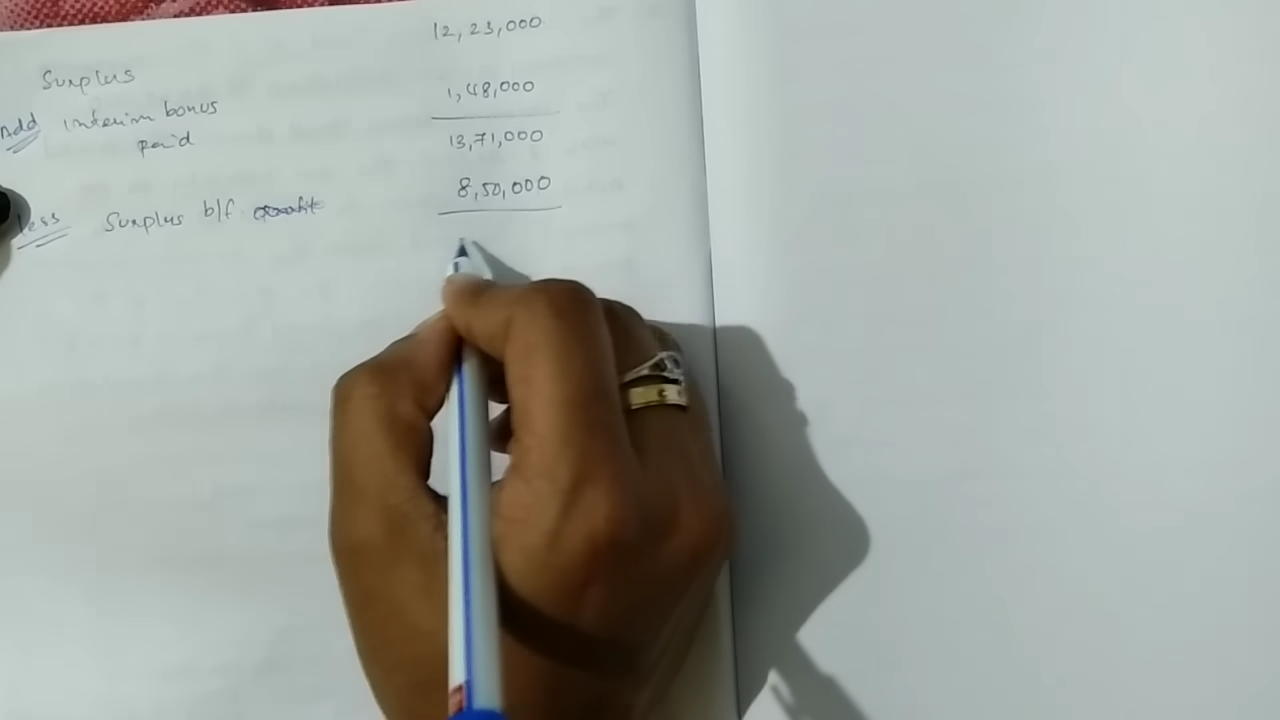 12,23,000
Surplus
Add interim bonus 1,48,000
paid 13,71,000
less Surplus b/f 8,50,000